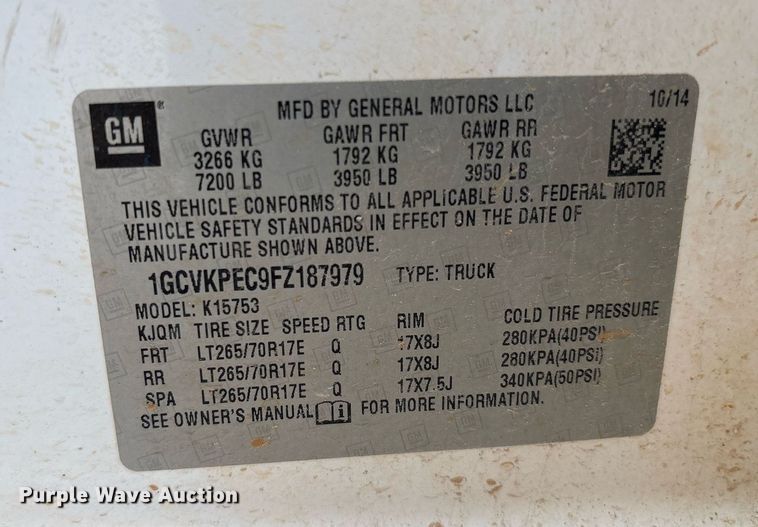 GM ® MFD BY GENERAL MOTORS LLC 10/14
GVWR GAWR FRT GAWR RR
3266 KG 1792 KG 1792 KG
7200 LB 3950 LB 3950 LB
THIS VEHICLE CONFORMS TO ALL APPLICABLE U.S. FEDERAL MOTOR
VEHICLE SAFETY STANDARDS IN EFFECT ON THE DATE OF
MANUFACTURE SHOWN ABOVE.
1GCVKPEC9FZ187979 TYPE: TRUCK
MODEL: K15753
KJQM TIRE SIZE SPEED RTG RIM COLD TIRE PRESSURE
FRT LT265/70R17E Q 17X8J 280KPA(40PSI)
RR LT265/70R17E Q 17X8J 280KPA(40PSI)
SPA LT265/70R17E Q 17X7.5J 340KPA(50PSI)
SEE OWNER'S MANUAL FOR MORE INFORMATION.
Purple Wave Auction